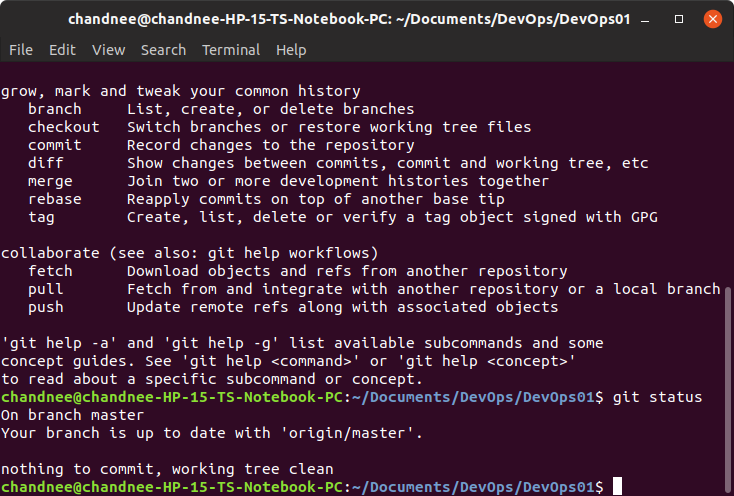 chandnee@chandnee-HP-15-TS-Notebook-PC: ~/Documents/DevOps/DevOps01
File Edit View Search Terminal Help
grow, mark and tweak your common history
   branch     List, create, or delete branches
   checkout   Switch branches or restore working tree files
   commit     Record changes to the repository
   diff       Show changes between commits, commit and working tree, etc
   merge      Join two or more development histories together
   rebase     Reapply commits on top of another base tip
   tag        Create, list, delete or verify a tag object signed with GPG
collaborate (see also: git help workflows)
   fetch      Download objects and refs from another repository
   pull       Fetch from and integrate with another repository or a local branch
   push       Update remote refs along with associated objects
'git help -a' and 'git help -g' list available subcommands and some
concept guides. See 'git help <command>' or 'git help <concept>'
to read about a specific subcommand or concept.
chandnee@chandnee-HP-15-TS-Notebook-PC:~/Documents/DevOps/DevOps01$ git status
On branch master
Your branch is up to date with 'origin/master'.
nothing to commit, working tree clean
chandnee@chandnee-HP-15-TS-Notebook-PC:~/Documents/DevOps/DevOps01$